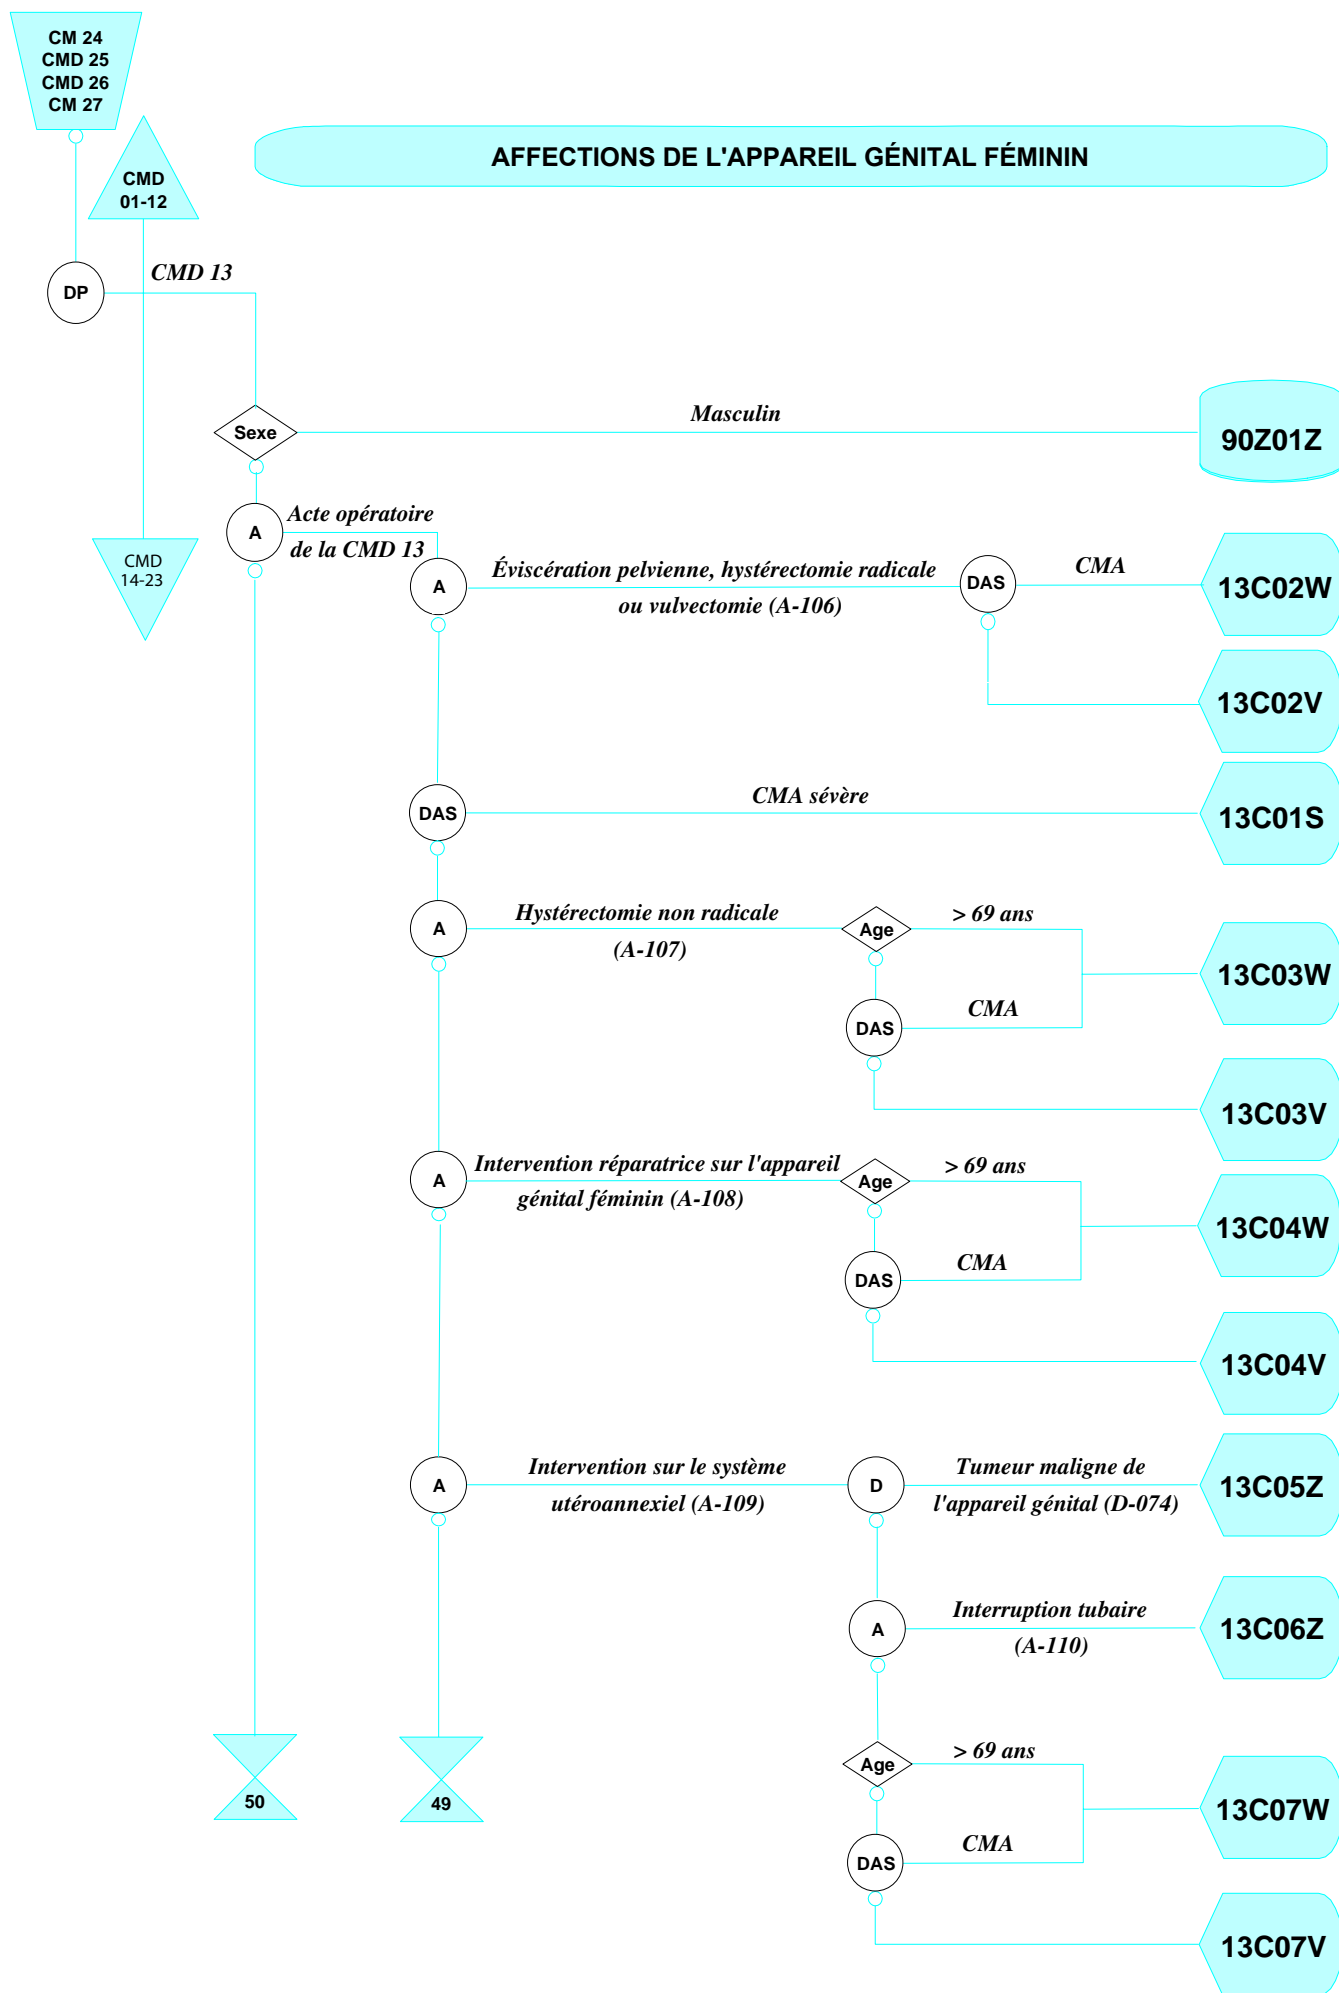 CM 24
CMD 25
CMD 26
CM 27
CMD
01-12
AFFECTIONS DE L'APPAREIL GÉNITAL FÉMININ
DP
CMD 13
Sexe
Masculin
90Z01Z
A
Acte opératoire
de la CMD 13
CMD
14-23
A
Éviscération pelvienne, hystérectomie radicale
ou vulvectomie (A-106)
DAS
CMA
13C02W
13C02V
DAS
CMA sévère
13C01S
A
Hystérectomie non radicale
(A-107)
Age
> 69 ans
DAS
CMA
13C03W
13C03V
A
Intervention réparatrice sur l'appareil
génital féminin (A-108)
Age
> 69 ans
DAS
CMA
13C04W
13C04V
A
Intervention sur le système
utéroannexiel (A-109)
D
Tumeur maligne de
l'appareil génital (D-074)
13C05Z
A
Interruption tubaire
(A-110)
13C06Z
50
49
Age
> 69 ans
DAS
CMA
13C07W
13C07V